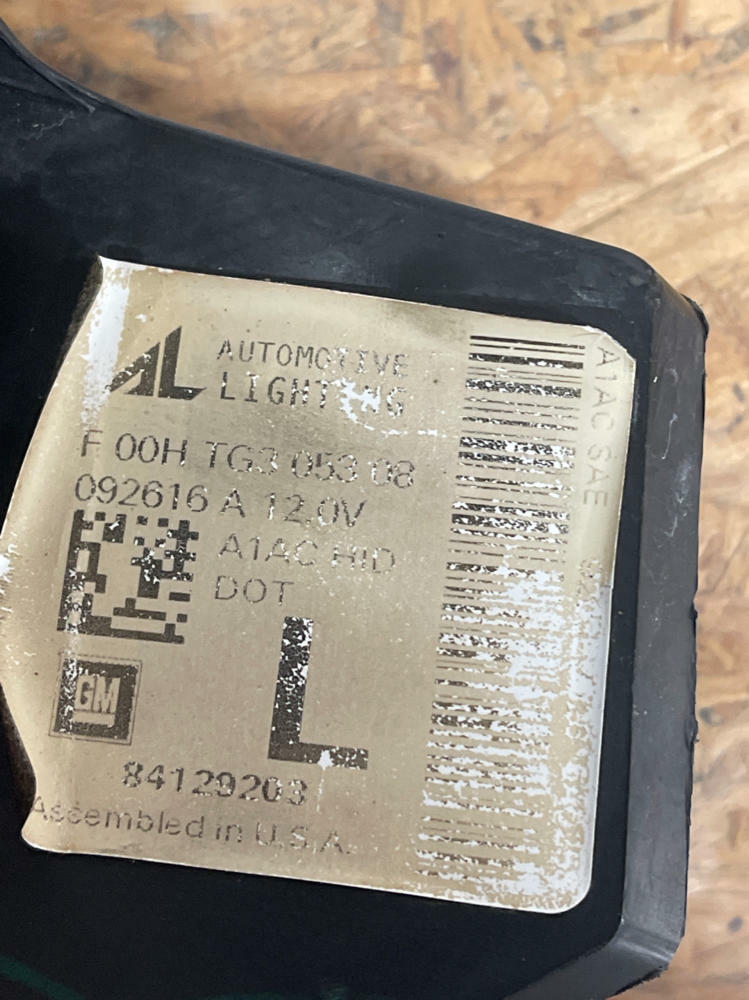 AL
AUTOMOTIVE
LIGHTING
F 00H TG3 053 08
092616 A 12.0V
A1AC HID
DOT
L
GM
84129203
Assembled in U.S.A.
A1AC SAE